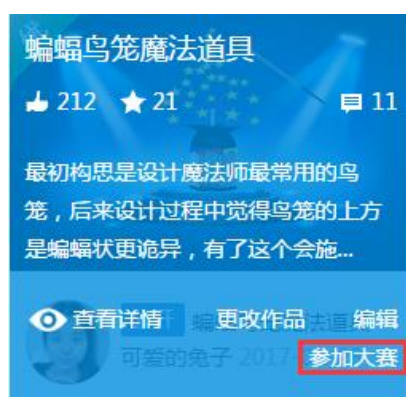 蝙蝠鸟笼魔法道具
212 21 11
最初构思是设计魔法师最常用的鸟
笼，后来设计过程中觉得鸟笼的上方
是蝙蝠状更诡异，有了这个会施...
查看详情 更改作品 编辑
可爱的兔子 2017 参加大赛